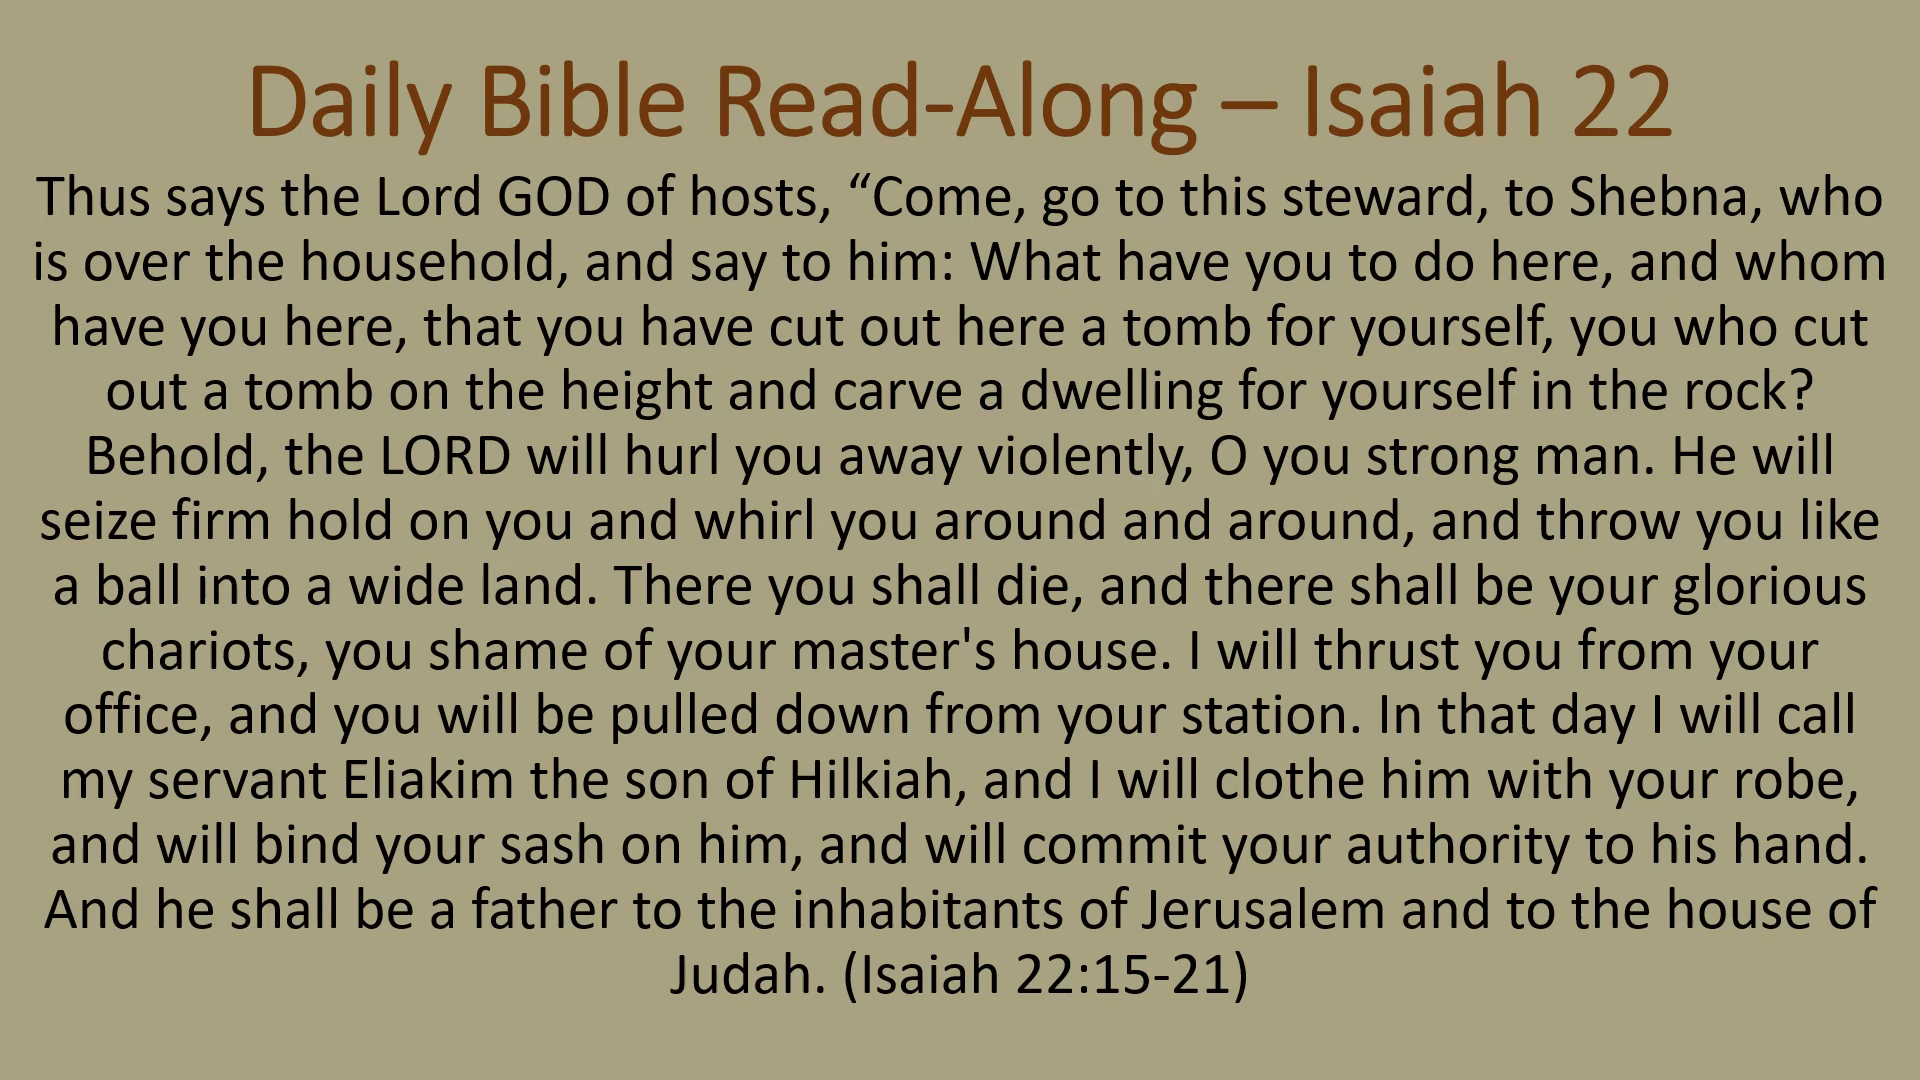 Daily Bible Read-Along – Isaiah 22
Thus says the Lord GOD of hosts, “Come, go to this steward, to Shebna, who
is over the household, and say to him: What have you to do here, and whom
have you here, that you have cut out here a tomb for yourself, you who cut
out a tomb on the height and carve a dwelling for yourself in the rock?
Behold, the LORD will hurl you away violently, O you strong man. He will
seize firm hold on you and whirl you around and around, and throw you like
a ball into a wide land. There you shall die, and there shall be your glorious
chariots, you shame of your master's house. I will thrust you from your
office, and you will be pulled down from your station. In that day I will call
my servant Eliakim the son of Hilkiah, and I will clothe him with your robe,
and will bind your sash on him, and will commit your authority to his hand.
And he shall be a father to the inhabitants of Jerusalem and to the house of
Judah. (Isaiah 22:15-21)